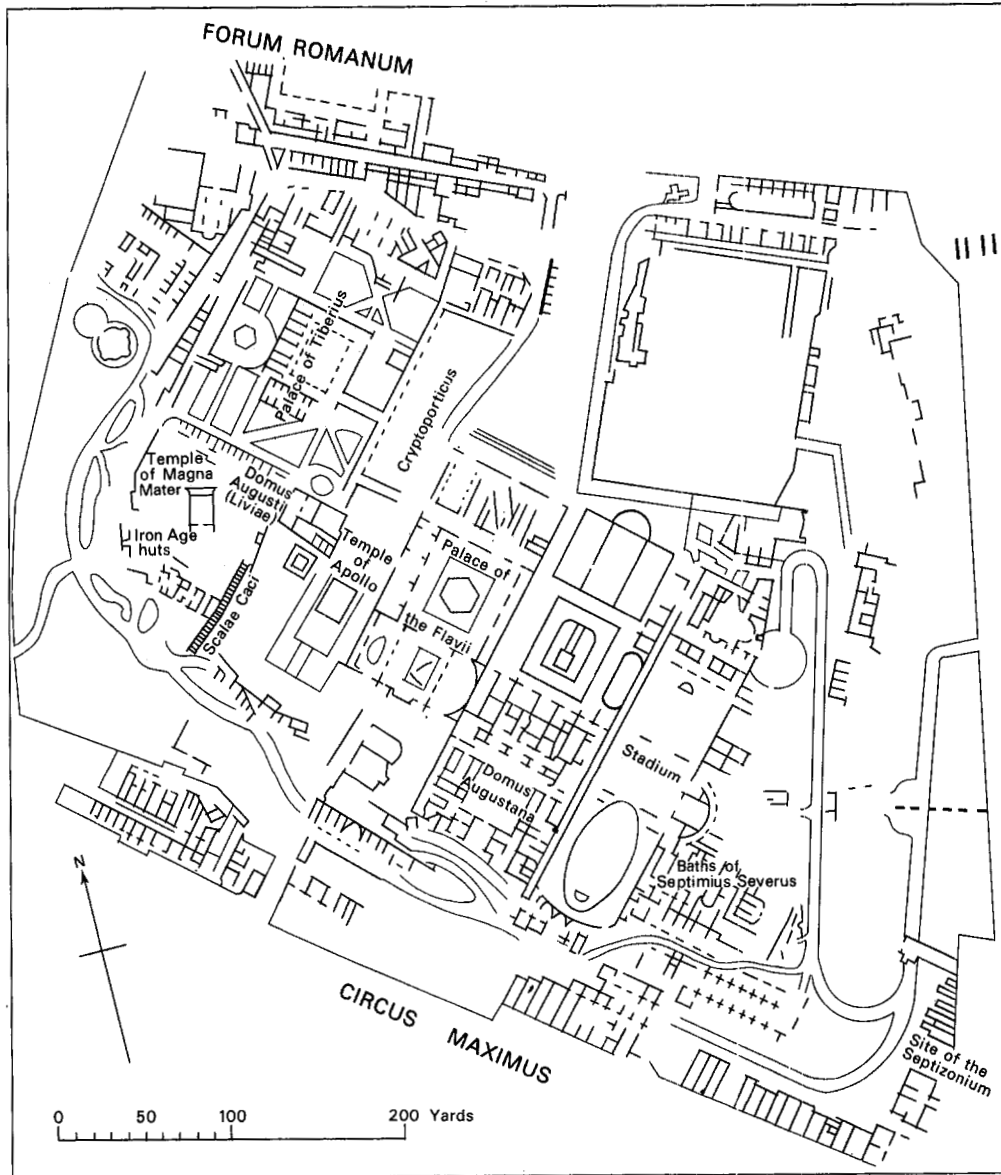 FORUM ROMANUM
Palace of Tiberius
Cryptoporticus
Temple
of Magna
Mater
Domus
Augusti
(Liviae)
Iron Age
huts
Scalae Caci
Temple
of
Apollo
Palace of
the Flavii
Stadium
Domus
Augustana
Baths of
Septimius Severus
N
CIRCUS MAXIMUS
Site of the
Septizonium
0 50 100 200 Yards